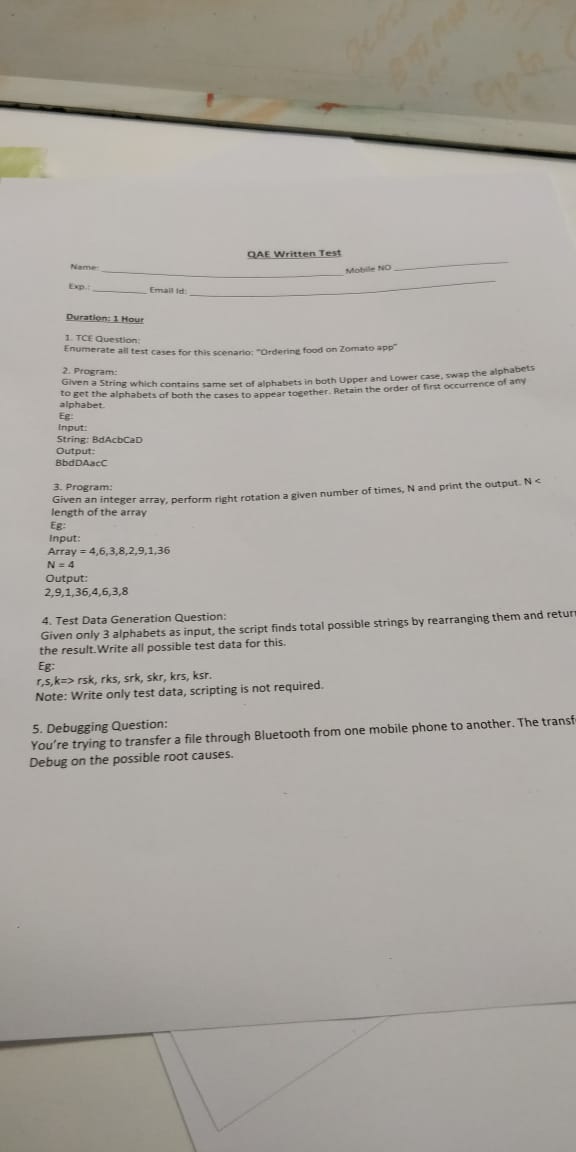 QAE Written Test
Name: Mobile NO
Exp.: Email Id:
Duration: 1 Hour
1. TCE Question:
Enumerate all test cases for this scenario: "Ordering food on Zomato app"
2. Program:
Given a String which contains same set of alphabets in both Upper and Lower case, swap the alphabets
to get the alphabets of both the cases to appear together. Retain the order of first occurrence of any
alphabet.
Eg:
Input:
String: BdAcbCaD
Output:
BbdDAacC
3. Program:
Given an integer array, perform right rotation a given number of times, N and print the output. N <
length of the array
Eg:
Input:
Array = 4,6,3,8,2,9,1,36
N = 4
Output:
2,9,1,36,4,6,3,8
4. Test Data Generation Question:
Given only 3 alphabets as input, the script finds total possible strings by rearranging them and return
the result.Write all possible test data for this.
Eg:
r,s,k=> rsk, rks, srk, skr, krs, ksr.
Note: Write only test data, scripting is not required.
5. Debugging Question:
You're trying to transfer a file through Bluetooth from one mobile phone to another. The transf
Debug on the possible root causes.